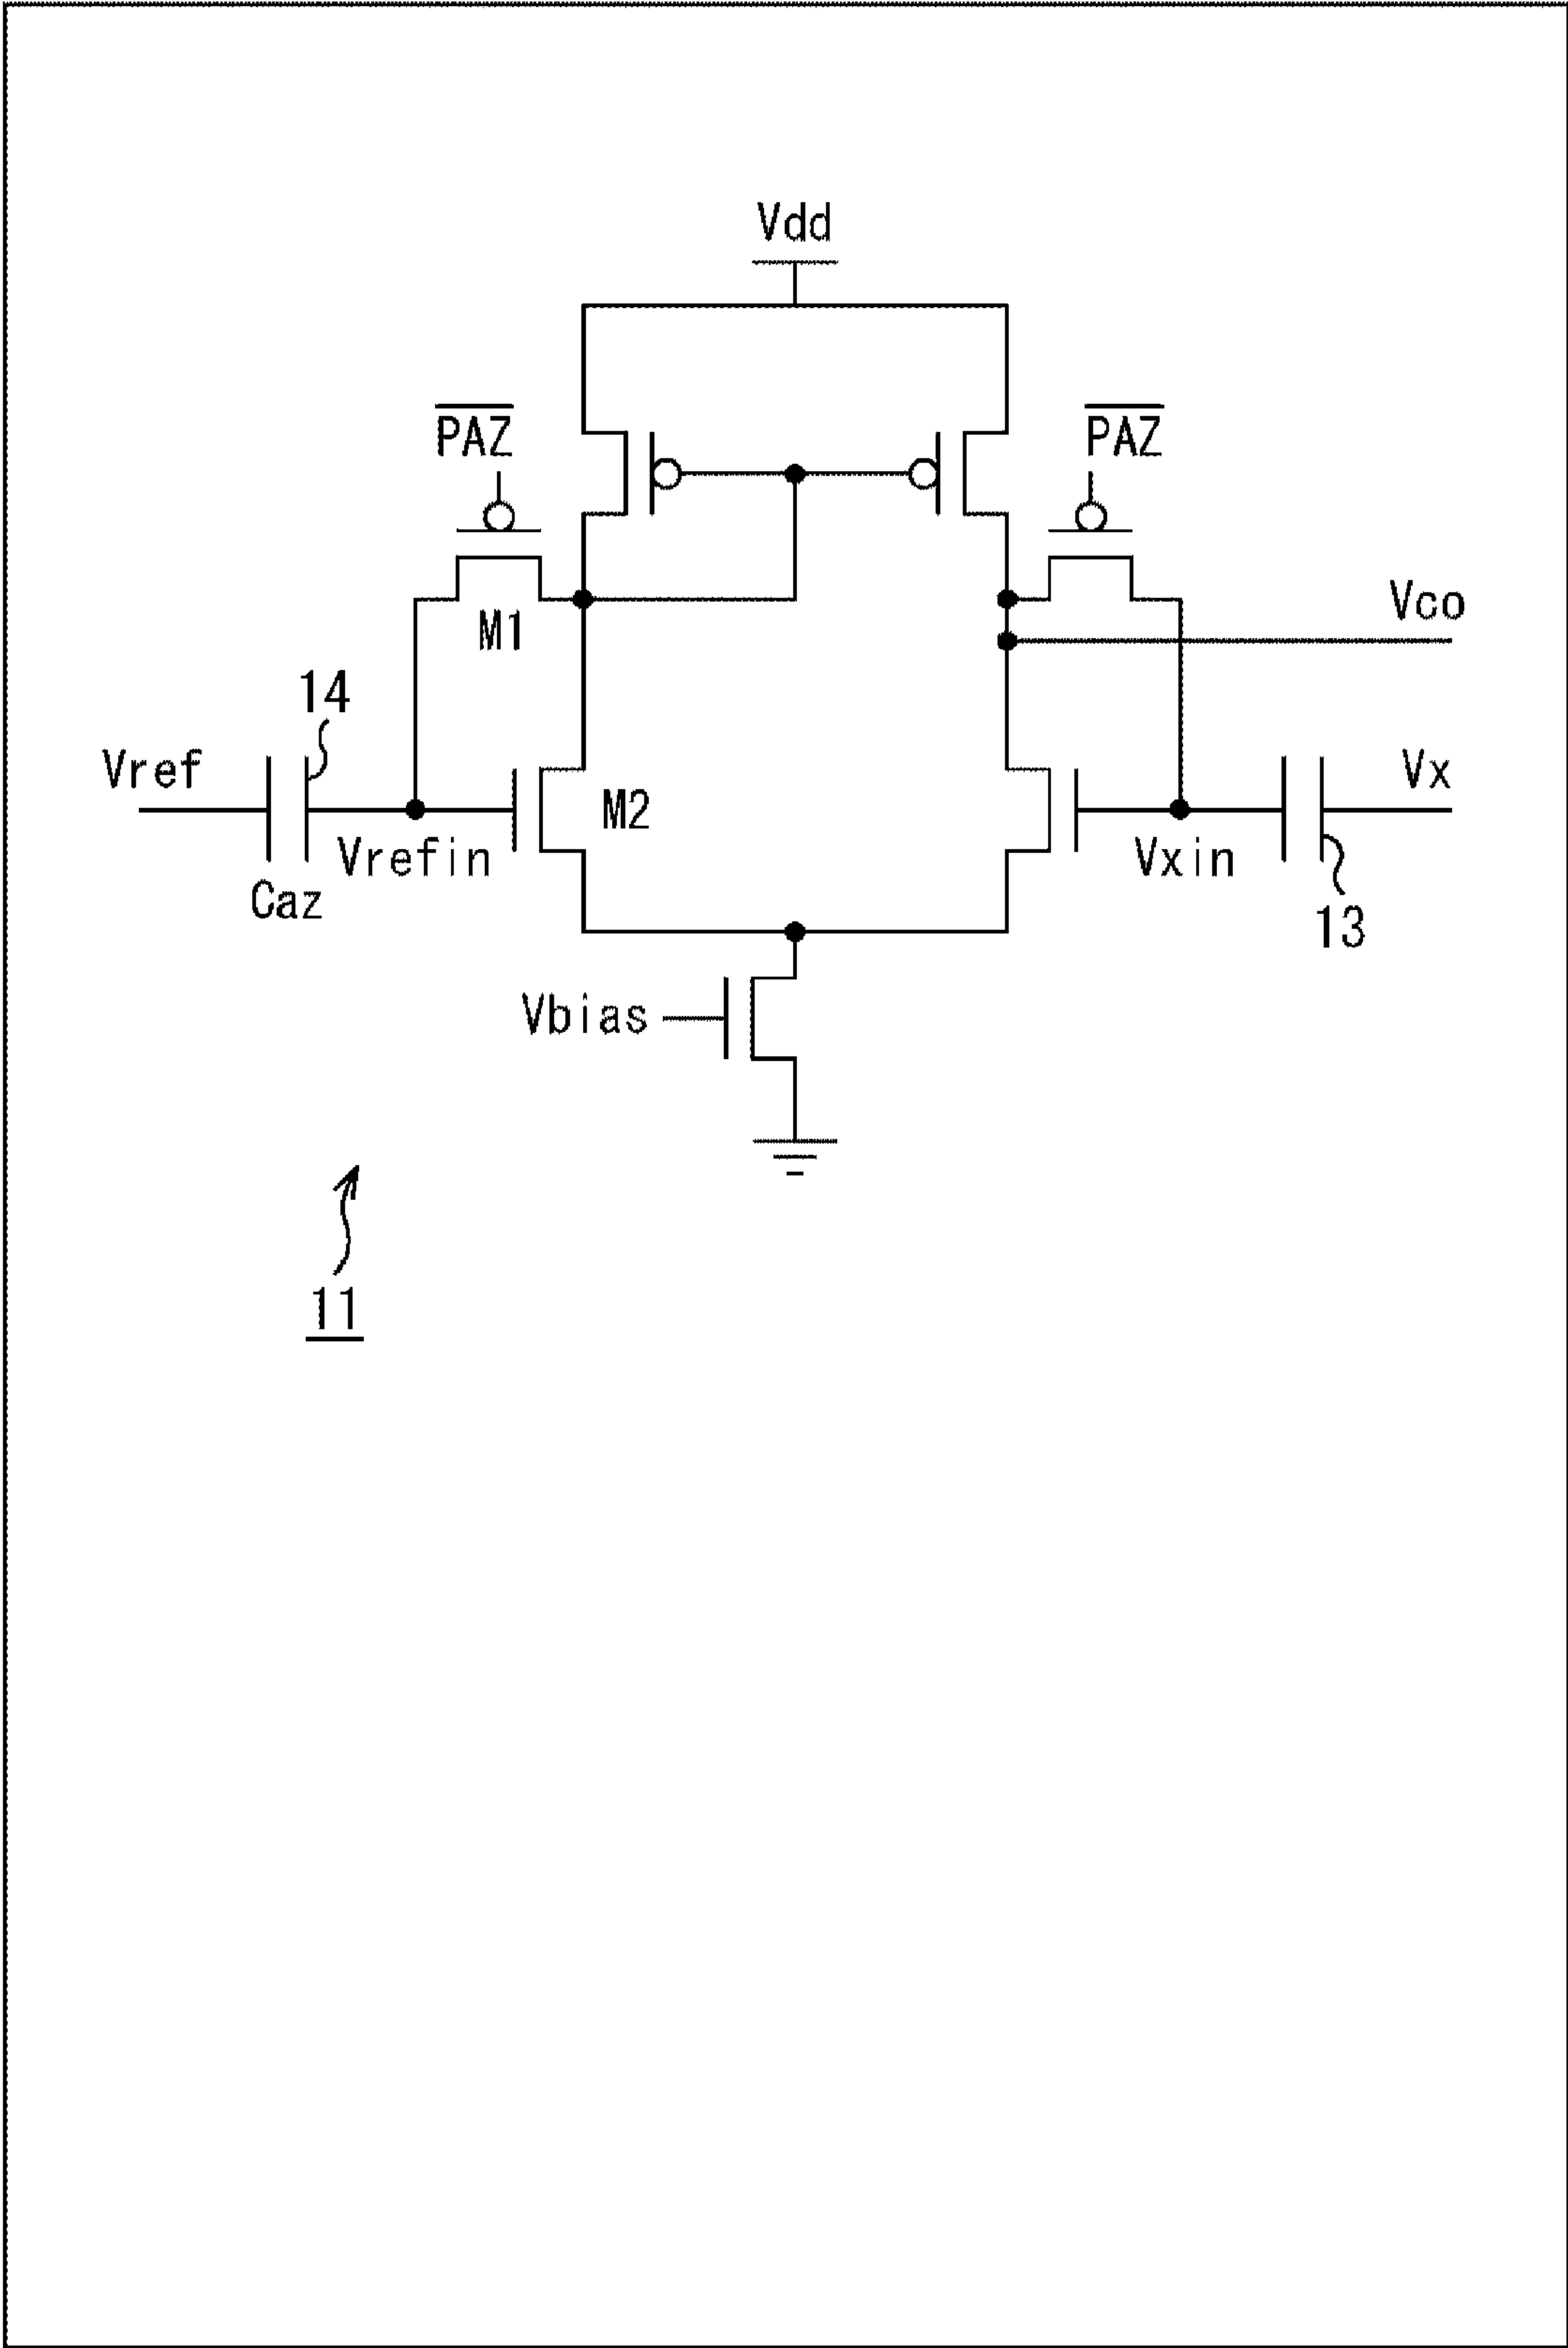 Vdd
PAZ PAZ
M1 Vco
14
Vref M2 Vx
Vrefin Vxin
Caz 13
Vbias
11